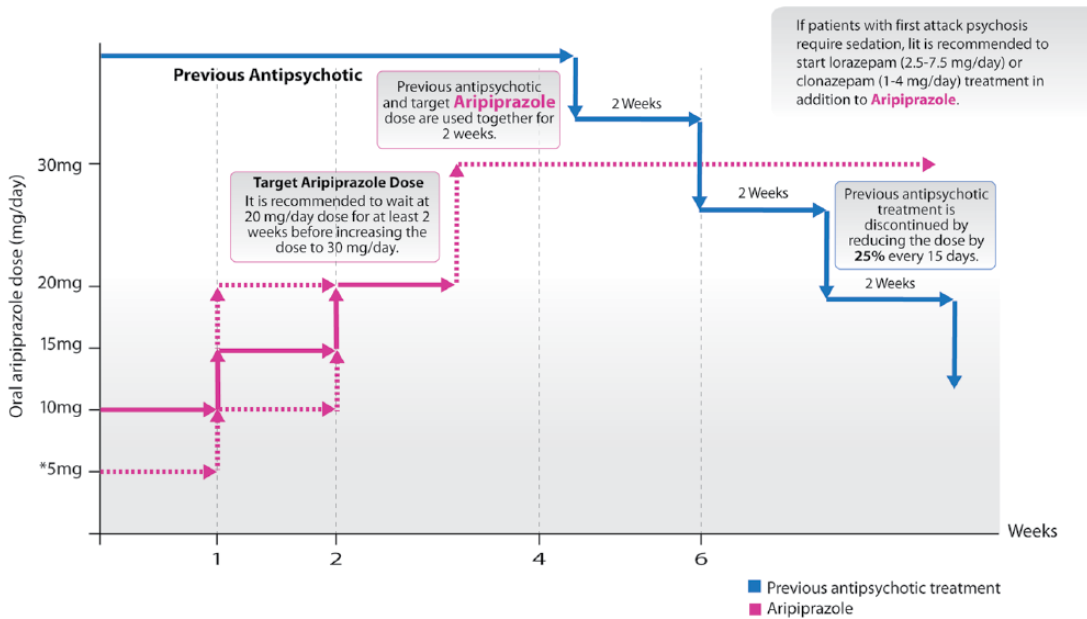 If patients with first attack psychosis
require sedation, lit is recommended to
start lorazepam (2.5-7.5 mg/day) or
clonazepam (1-4 mg/day) treatment in
addition to Aripiprazole.
Previous Antipsychotic
Previous antipsychotic
and target Aripiprazole
dose are used together for
2 weeks.
2 Weeks
30mg
Target Aripiprazole Dose
It is recommended to wait at
20 mg/day dose for at least 2
weeks before increasing the
dose to 30 mg/day.
2 Weeks
Previous antipsychotic
treatment is
discontinued by
reducing the dose by
25% every 15 days.
20mg
2 Weeks
15mg
10mg
*5mg
Oral aripiprazole dose (mg/day)
Weeks
1
2
4
6
Previous antipsychotic treatment
Aripiprazole